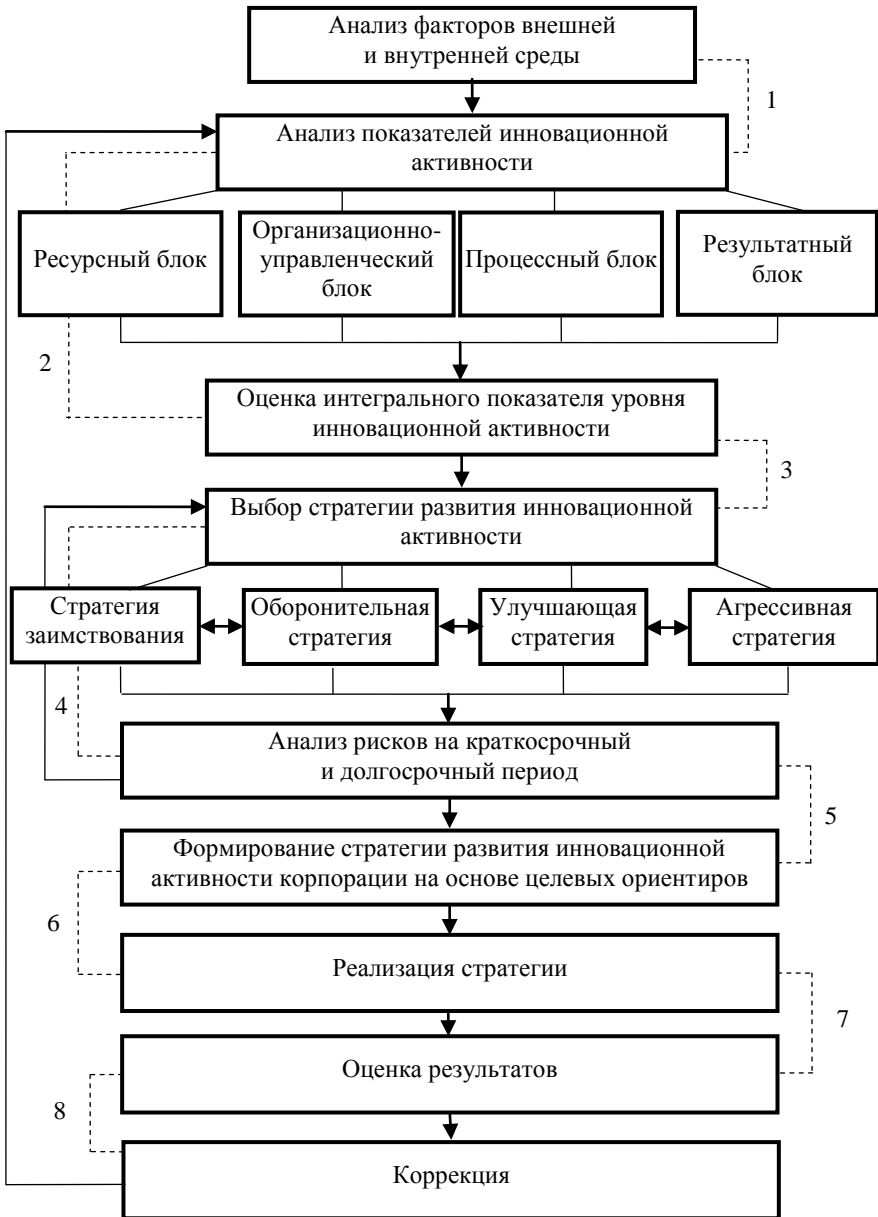 Анализ факторов внешней
и внутренней среды
1
Анализ показателей инновационной
активности
Ресурсный блок
Организационно-
управленческий
блок
Процессный блок
Результатный
блок
2
Оценка интегрального показателя уровня
инновационной активности
3
Выбор стратегии развития инновационной
активности
Стратегия
заимствования
Оборонительная
стратегия
Улучшающая
стратегия
Агрессивная
стратегия
4
Анализ рисков на краткосрочный
и долгосрочный период
5
Формирование стратегии развития инновационной
активности корпорации на основе целевых ориентиров
6
Реализация стратегии
7
Оценка результатов
8
Коррекция